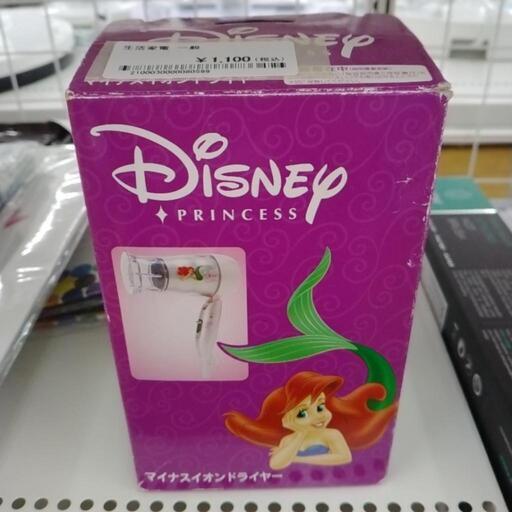 生活家電 一般
￥1,100(税込)
DISNEY
PRINCESS
マイナスイオンドライヤー